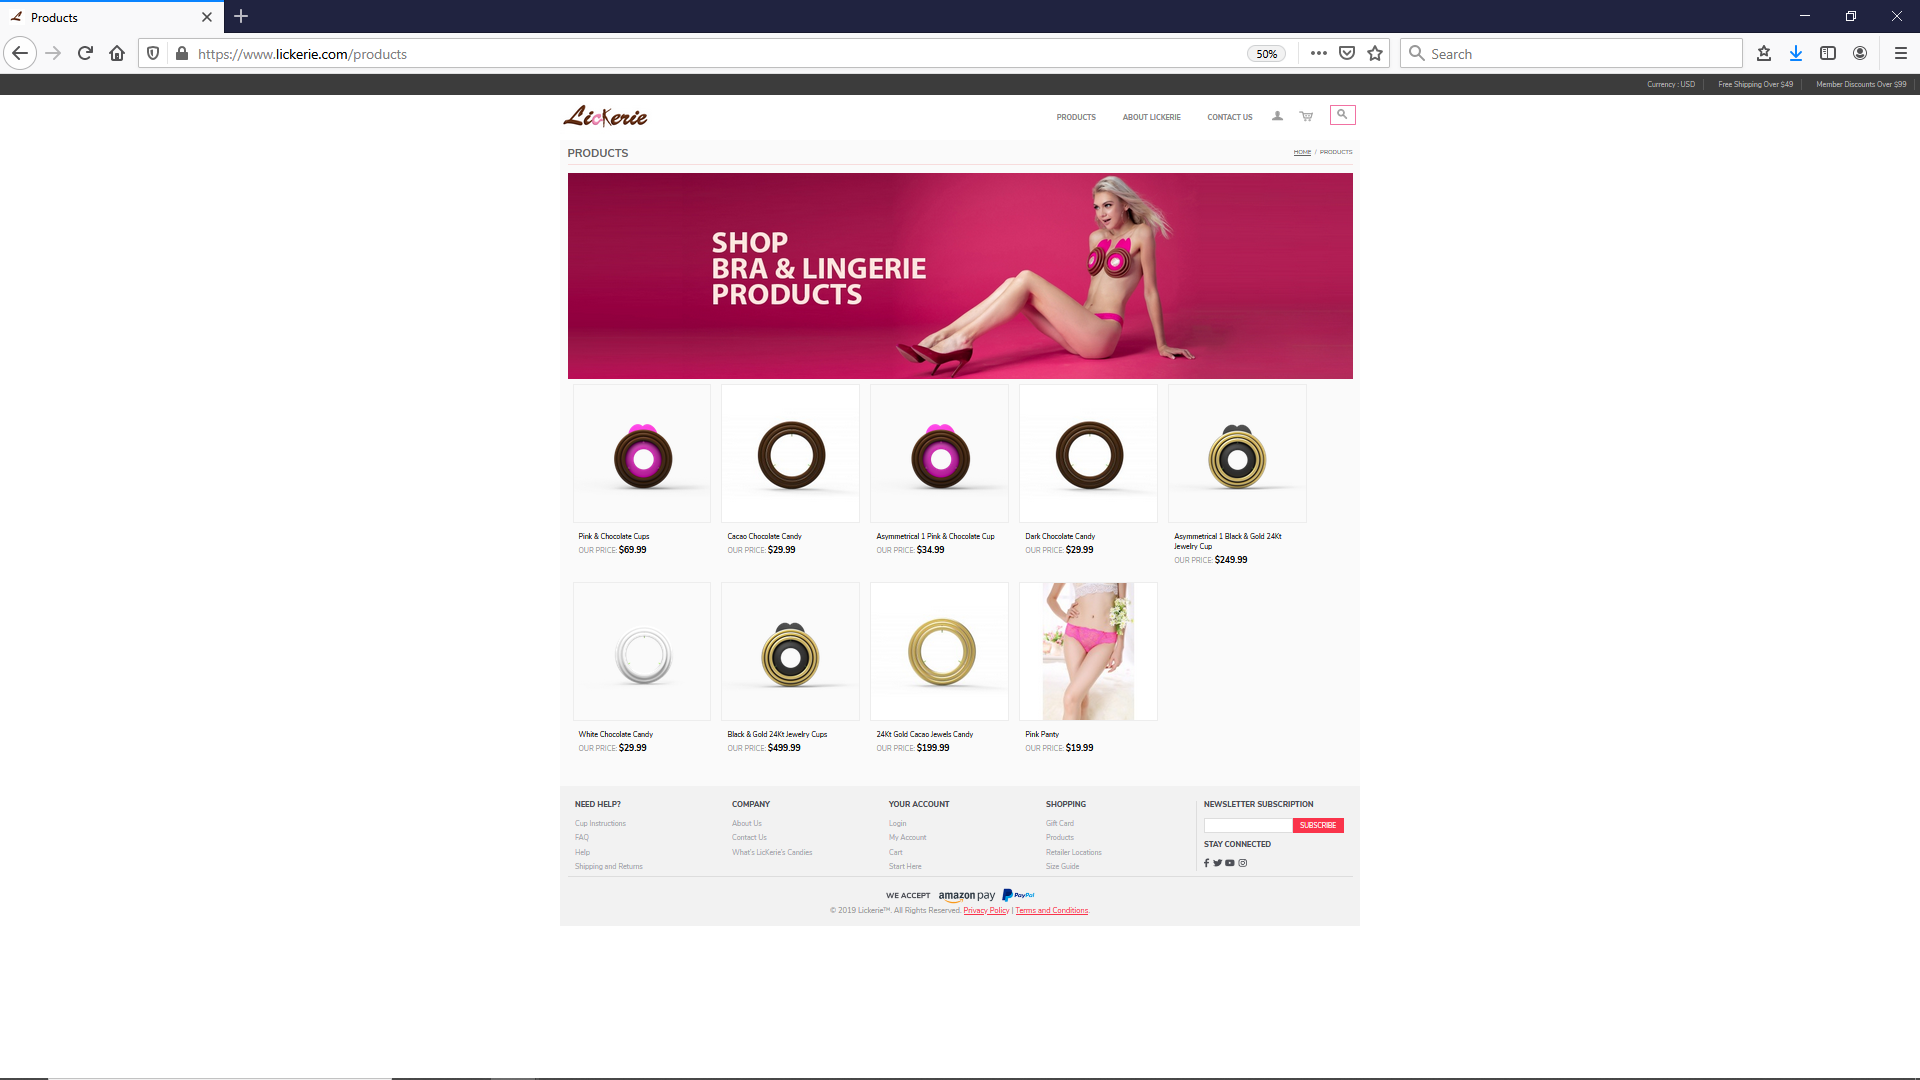 Products
https://www.lickerie.com/products
50%
Search
Currency : USD
Free Shipping Over $49
Member Discounts Over $99
Lickerie
PRODUCTS
ABOUT LICKERIE
CONTACT US
PRODUCTS
HOME / PRODUCTS
SHOP
BRA & LINGERIE
PRODUCTS
Pink & Chocolate Cups
OUR PRICE: $69.99
Cacao Chocolate Candy
OUR PRICE: $29.99
Asymmetrical 1 Pink & Chocolate Cup
OUR PRICE: $34.99
Dark Chocolate Candy
OUR PRICE: $29.99
Asymmetrical 1 Black & Gold 24Kt
Jewelry Cup
OUR PRICE: $249.99
White Chocolate Candy
OUR PRICE: $29.99
Black & Gold 24Kt Jewelry Cups
OUR PRICE: $499.99
24Kt Gold Cacao Jewels Candy
OUR PRICE: $199.99
Pink Panty
OUR PRICE: $19.99
NEED HELP?
Cup Instructions
FAQ
Help
Shipping and Returns
COMPANY
About Us
Contact Us
What's LicKerie's Candies
YOUR ACCOUNT
Login
My Account
Cart
Start Here
SHOPPING
Gift Card
Products
Retailer Locations
Size Guide
NEWSLETTER SUBSCRIPTION
SUBSCRIBE
STAY CONNECTED
WE ACCEPT amazon pay PayPal
© 2019 Lickerie™. All Rights Reserved. Privacy Policy | Terms and Conditions.